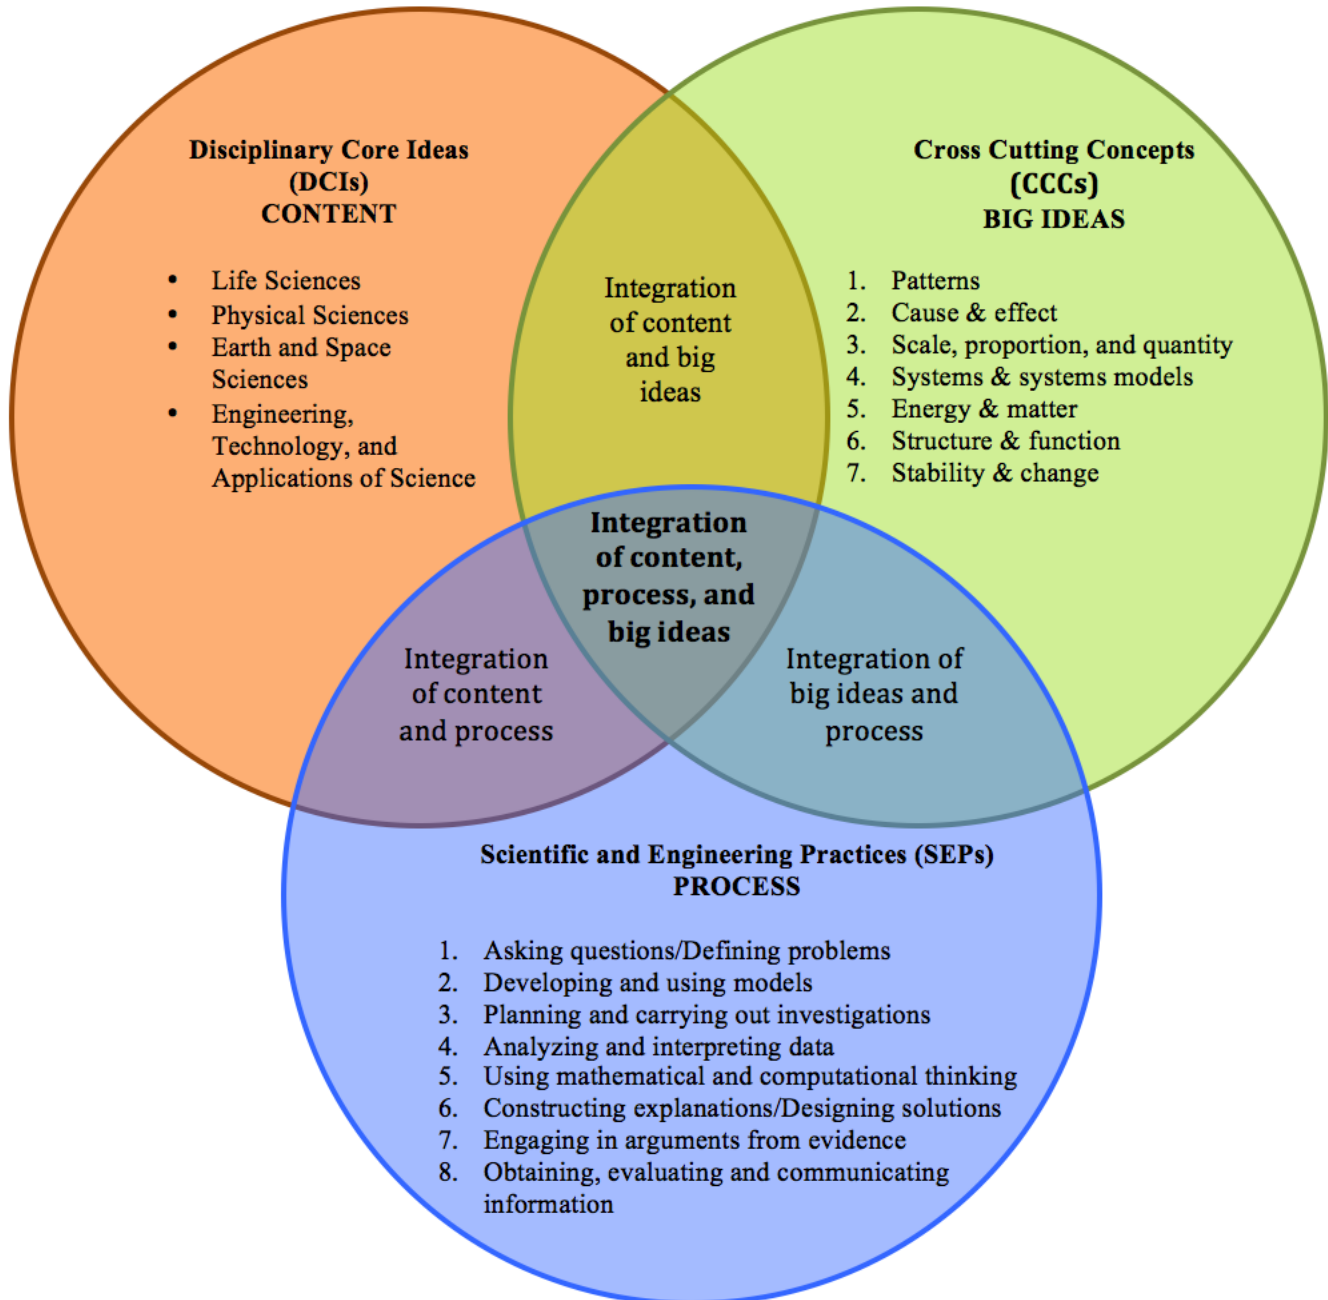 Disciplinary Core Ideas
(DCIs)
CONTENT
• Life Sciences
• Physical Sciences
• Earth and Space
Sciences
• Engineering,
Technology, and
Applications of Science
Cross Cutting Concepts
(CCCs)
BIG IDEAS
1. Patterns
2. Cause & effect
3. Scale, proportion, and quantity
4. Systems & systems models
5. Energy & matter
6. Structure & function
7. Stability & change
Integration
of content
and big
ideas
Integration
of content,
process, and
big ideas
Integration
of content
and process
Integration of
big ideas and
process
Scientific and Engineering Practices (SEPs)
PROCESS
1. Asking questions/Defining problems
2. Developing and using models
3. Planning and carrying out investigations
4. Analyzing and interpreting data
5. Using mathematical and computational thinking
6. Constructing explanations/Designing solutions
7. Engaging in arguments from evidence
8. Obtaining, evaluating and communicating
information